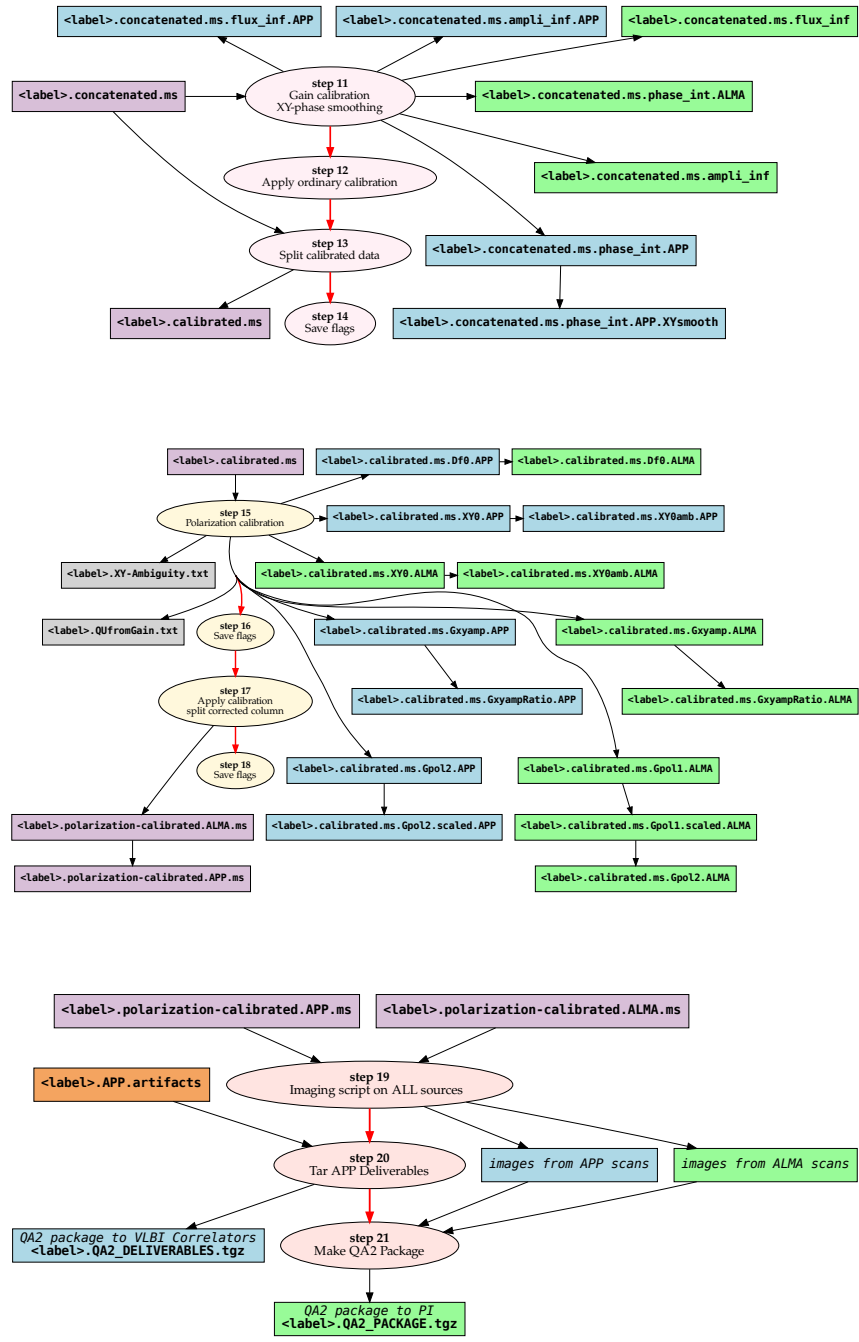 <label>.concatenated.ms.flux_inf.APP
<label>.concatenated.ms.ampli_inf.APP
<label>.concatenated.ms.flux_inf
<label>.concatenated.ms
step 11
Gain calibration
XY-phase smoothing
<label>.concatenated.ms.phase_int.ALMA
step 12
Apply ordinary calibration
<label>.concatenated.ms.ampli_inf
step 13
Split calibrated data
<label>.concatenated.ms.phase_int.APP
<label>.calibrated.ms
step 14
Save flags
<label>.concatenated.ms.phase_int.APP.XYsmooth
<label>.calibrated.ms
<label>.calibrated.ms.Df0.APP
<label>.calibrated.ms.Df0.ALMA
step 15
Polarization calibration
<label>.calibrated.ms.XY0.APP
<label>.calibrated.ms.XY0amb.APP
<label>.XY-Ambiguity.txt
<label>.calibrated.ms.XY0.ALMA
<label>.calibrated.ms.XY0amb.ALMA
<label>.QUfromGain.txt
step 16
Save flags
<label>.calibrated.ms.Gxyamp.APP
<label>.calibrated.ms.Gxyamp.ALMA
step 17
Apply calibration
split corrected column
<label>.calibrated.ms.GxyampRatio.APP
<label>.calibrated.ms.GxyampRatio.ALMA
step 18
Save flags
<label>.calibrated.ms.Gpol2.APP
<label>.calibrated.ms.Gpol1.ALMA
<label>.polarization-calibrated.ALMA.ms
<label>.calibrated.ms.Gpol2.scaled.APP
<label>.calibrated.ms.Gpol1.scaled.ALMA
<label>.polarization-calibrated.APP.ms
<label>.calibrated.ms.Gpol2.ALMA
<label>.polarization-calibrated.APP.ms
<label>.polarization-calibrated.ALMA.ms
<label>.APP.artifacts
step 19
Imaging script on ALL sources
step 20
Tar APP Deliverables
images from APP scans
images from ALMA scans
QA2 package to VLBI Correlators
<label>.QA2_DELIVERABLES.tgz
step 21
Make QA2 Package
QA2 package to PI
<label>.QA2_PACKAGE.tgz